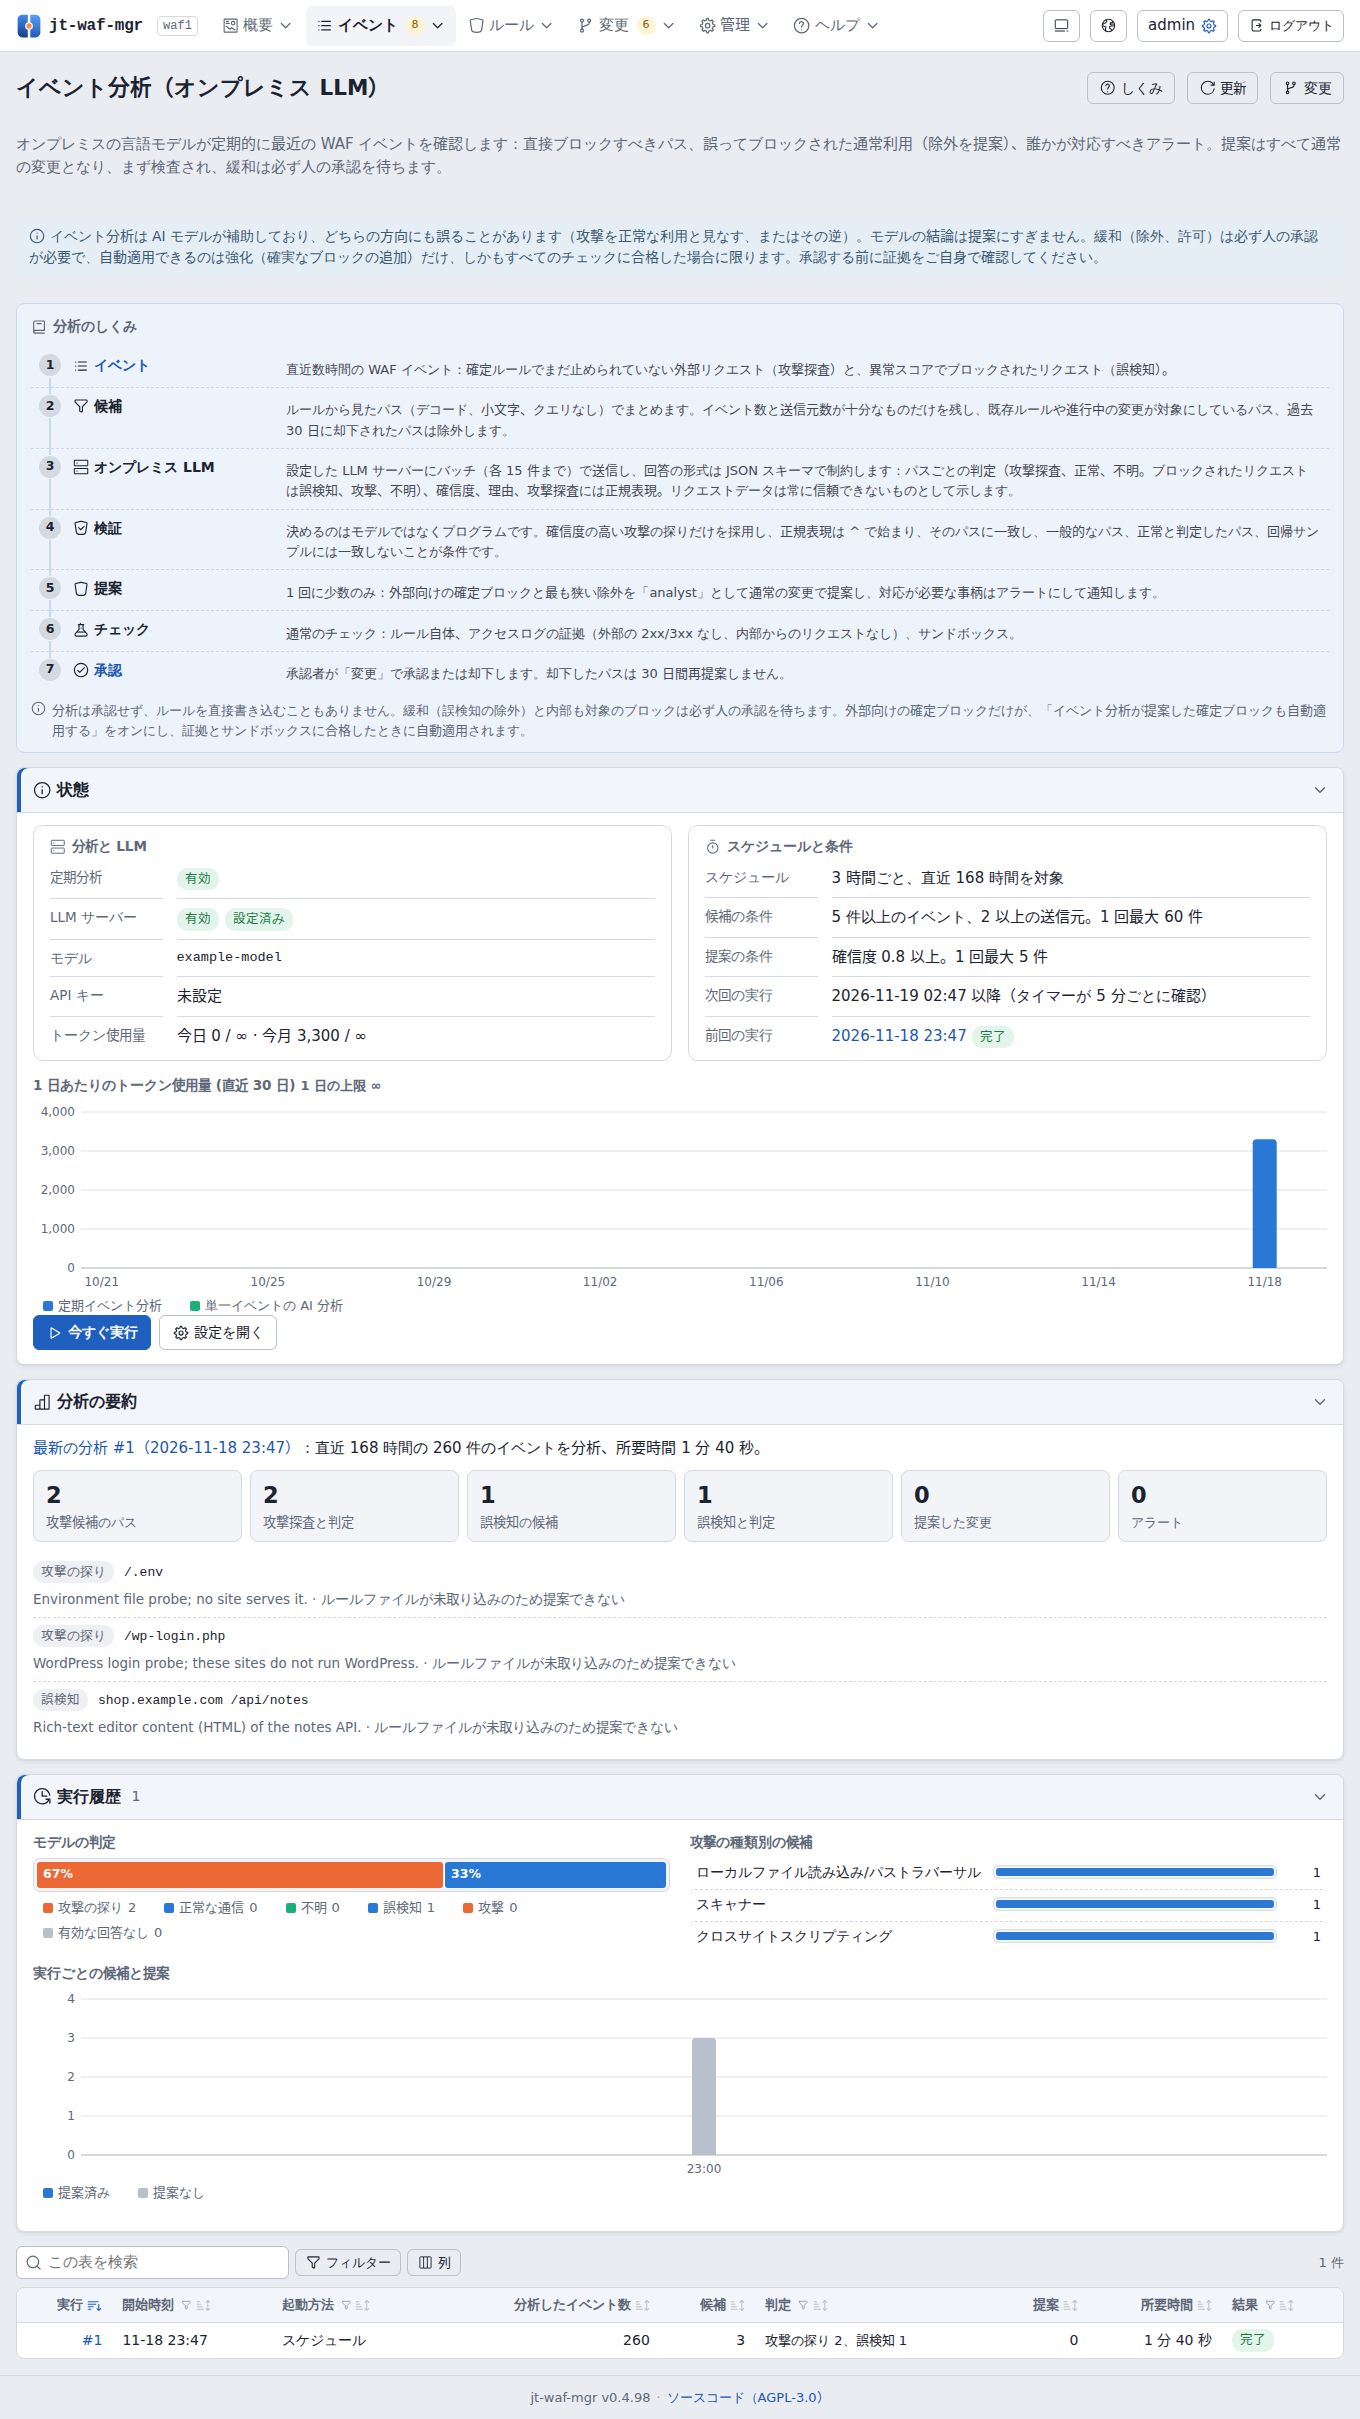 jt-waf-mgr waf1 概要 イベント 8 ルール 変更 6 管理 ヘルプ admin ログアウト
イベント分析（オンプレミス LLM） しくみ 更新 変更
オンプレミスの言語モデルが定期的に最近の WAF イベントを確認します：直接ブロックすべきパス、誤ってブロックされた通常利用（除外を提案）、誰かが対応すべきアラート。提案はすべて通常
の変更となり、まず検査され、緩和は必ず人の承認を待ちます。
イベント分析は AI モデルが補助しており、どちらの方向にも誤ることがあります（攻撃を正常な利用と見なす、またはその逆）。モデルの結論は提案にすぎません。緩和（除外、許可）は必ず人の承認
が必要で、自動適用できるのは強化（確実なブロックの追加）だけ、しかもすべてのチェックに合格した場合に限ります。承認する前に証拠をご自身で確認してください。
分析のしくみ
1 イベント 直近数時間の WAF イベント：確定ルールでまだ止められていない外部リクエスト（攻撃探査）と、異常スコアでブロックされたリクエスト（誤検知）。
2 候補 ルールから見たパス（デコード、小文字、クエリなし）でまとめます。イベント数と送信元数が十分なものだけを残し、既存ルールや進行中の変更が対象にしているパス、過去
30 日に却下されたパスは除外します。
3 オンプレミス LLM 設定した LLM サーバーにバッチ（各 15 件まで）で送信し、回答の形式は JSON スキーマで制約します：パスごとの判定（攻撃探査、正常、不明。ブロックされたリクエスト
は誤検知、攻撃、不明）、確信度、理由、攻撃探査には正規表現。リクエストデータは常に信頼できないものとして示します。
4 検証 決めるのはモデルではなくプログラムです。確信度の高い攻撃の探りだけを採用し、正規表現は ^ で始まり、そのパスに一致し、一般的なパス、正常と判定したパス、回帰サン
プルには一致しないことが条件です。
5 提案 1 回に少数のみ：外部向けの確定ブロックと最も狭い除外を「analyst」として通常の変更で提案し、対応が必要な事柄はアラートにして通知します。
6 チェック 通常のチェック：ルール自体、アクセスログの証拠（外部の 2xx/3xx なし、内部からのリクエストなし）、サンドボックス。
7 承認 承認者が「変更」で承認または却下します。却下したパスは 30 日間再提案しません。
分析は承認せず、ルールを直接書き込むこともありません。緩和（誤検知の除外）と内部も対象のブロックは必ず人の承認を待ちます。外部向けの確定ブロックだけが、「イベント分析が提案した確定ブロックも自動適
用する」をオンにし、証拠とサンドボックスに合格したときに自動適用されます。
状態
分析と LLM
定期分析 有効
LLM サーバー 有効 設定済み
モデル example-model
API キー 未設定
トークン使用量 今日 0 / ∞ · 今月 3,300 / ∞
スケジュールと条件
スケジュール 3 時間ごと、直近 168 時間を対象
候補の条件 5 件以上のイベント、2 以上の送信元。1 回最大 60 件
提案の条件 確信度 0.8 以上。1 回最大 5 件
次回の実行 2026-11-19 02:47 以降（タイマーが 5 分ごとに確認）
前回の実行 2026-11-18 23:47 完了
1 日あたりのトークン使用量 (直近 30 日) 1 日の上限 ∞
4,000
3,000
2,000
1,000
0
10/21 10/25 10/29 11/02 11/06 11/10 11/14 11/18
定期イベント分析 単一イベントの AI 分析
今すぐ実行 設定を開く
分析の要約
最新の分析 #1（2026-11-18 23:47）：直近 168 時間の 260 件のイベントを分析、所要時間 1 分 40 秒。
2 2 1 1 0 0
攻撃候補のパス 攻撃探査と判定 誤検知の候補 誤検知と判定 提案した変更 アラート
攻撃の探り /.env
Environment file probe; no site serves it. · ルールファイルが未取り込みのため提案できない
攻撃の探り /wp-login.php
WordPress login probe; these sites do not run WordPress. · ルールファイルが未取り込みのため提案できない
誤検知 shop.example.com /api/notes
Rich-text editor content (HTML) of the notes API. · ルールファイルが未取り込みのため提案できない
実行履歴 1
モデルの判定
67% 33%
攻撃の探り 2 正常な通信 0 不明 0 誤検知 1 攻撃 0
有効な回答なし 0
攻撃の種類別の候補
ローカルファイル読み込み/パストラバーサル 1
スキャナー 1
クロスサイトスクリプティング 1
実行ごとの候補と提案
4
3
2
1
0
23:00
提案済み 提案なし
この表を検索 フィルター 列 1 件
実行 開始時刻 起動方法 分析したイベント数 候補 判定 提案 所要時間 結果
#1 11-18 23:47 スケジュール 260 3 攻撃の探り 2、誤検知 1 0 1 分 40 秒 完了
jt-waf-mgr v0.4.98 · ソースコード（AGPL-3.0）